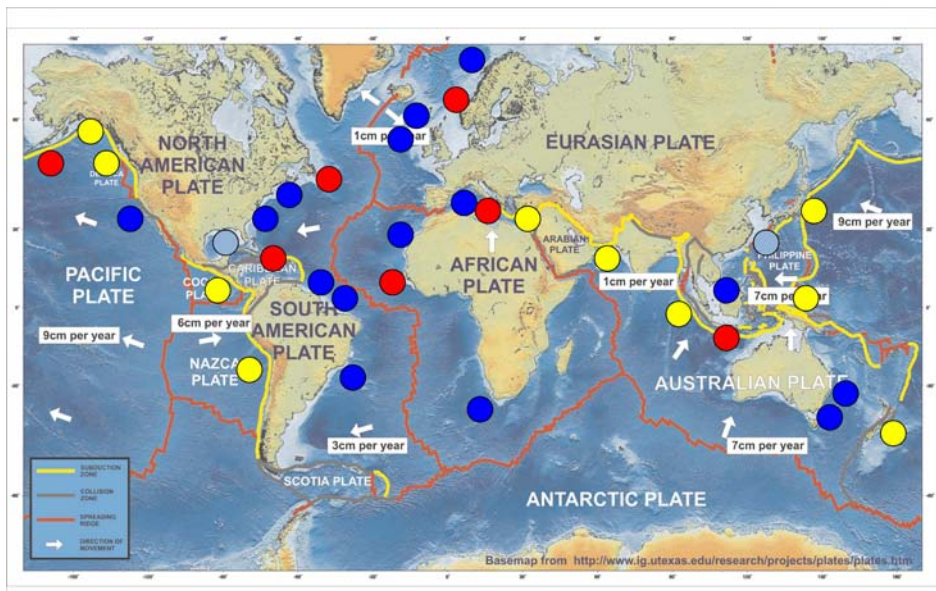 NORTH
AMERICAN
PLATE
PLATE
1cm per year
EURASIAN PLATE
9cm per year
ARABIAN
PLATE
PLATE
AFRICAN
PLATE
1cm per year
7cm per year
PACIFIC
PLATE
SOUTH
AMERICAN
PLATE
6cm per year
9cm per year
NAZCA
PLATE
AUSTRALIAN PLATE
3cm per year
7cm per year
SCOTIA PLATE
ANTARCTIC PLATE
SUBDUCTION
ZONE
COLLISION
ZONE
SPREADING
RIDGE
DIRECTION OF
MOVEMENT
Basemap from http://www.ig.utexas.edu/research/projects/plates/plates.htm